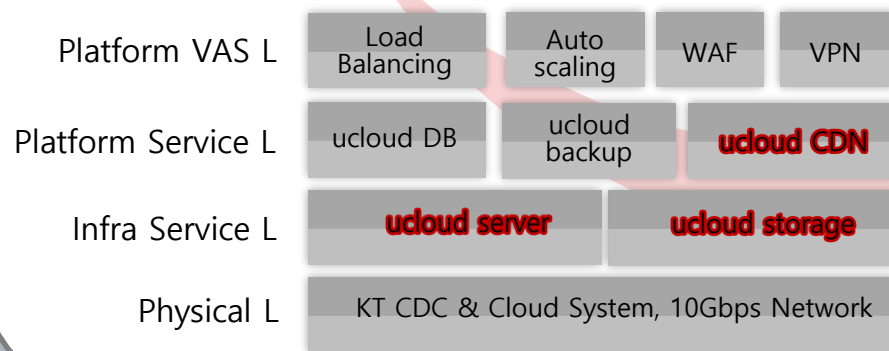 Platform VAS L
Load
Balancing
Auto
scaling
WAF
VPN
Platform Service L
ucloud DB
ucloud
backup
ucloud CDN
Infra Service L
ucloud server
ucloud storage
Physical L
KT CDC & Cloud System, 10Gbps Network